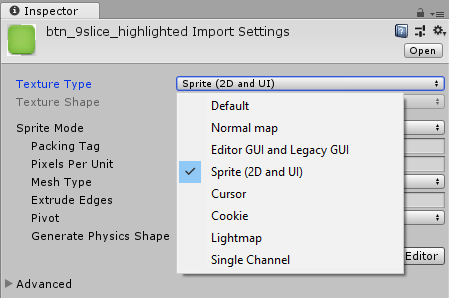 Inspector
btn_9slice_highlighted Import Settings
Open
Texture Type Sprite (2D and UI)
Texture Shape
Default
Sprite Mode Normal map
Packing Tag Editor GUI and Legacy GUI
Pixels Per Unit Sprite (2D and UI)
Mesh Type Cursor
Extrude Edges
Pivot Cookie
Generate Physics Shape Lightmap
Single Channel Editor
Advanced